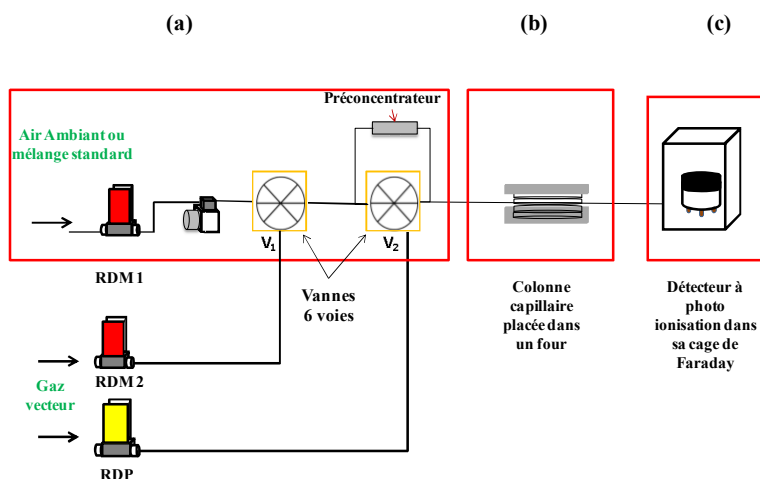 (a)
(b)
(c)
Préconcentrateur
Air Ambiant ou
mélange standard
V1
V2
RDM 1
Vannes
6 voies
Colonne
capillaire
placée dans
un four
Détecteur à
photo
ionisation dans
sa cage de
Faraday
RDM 2
Gaz
vecteur
RDP